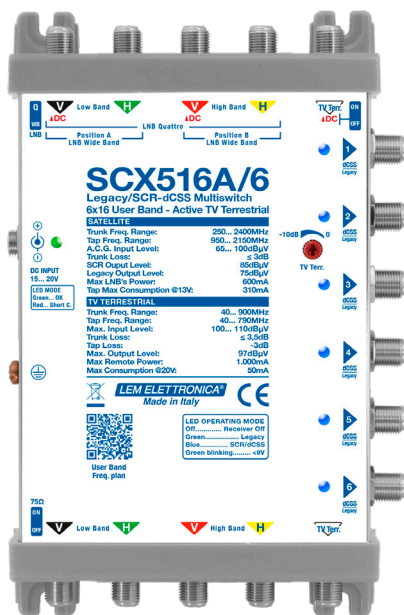 Q
WB
LNB
V Low Band H
▲DC
V High Band H
▲DC
TV Terr.
▲DC
ON
OFF
LNB Quattro
Position A
LNB Wide Band
Position B
LNB Wide Band
SCX516A/6
Legacy/SCR-dCSS Multiswitch
6x16 User Band - Active TV Terrestrial
SATELLITE
Trunk Freq. Range: 250... 2400MHz
Tap Freq. Range: 950... 2150MHz
A.C.G. Input Level: 65... 100dBµV
Trunk Loss: ≤ 3dB
SCR Ouput Level: 85dBµV
Legacy Output Level: 75dBµV
Max LNB's Power: 600mA
Tap Max Consumption @13V: 310mA
TV TERRESTRIAL
Trunk Freq. Range: 40... 900MHz
Tap Freq. Range: 40... 790MHz
Max. Input Level: 100... 110dBµV
Trunk Loss: ≤ 3,5dB
Tap Loss: -3dB
Max. Output Level: 97dBµV
Max Remote Power: 1.000mA
Max Consumption @20V: 50mA
LEM ELETTRONICA®
Made in Italy
CE
User Band
Freq. plan
LED OPERATING MODE
Off............ Receiver Off
Green.............. Legacy
Blue............ SCR/dCSS
Green blinking......... <9V
DC INPUT
15... 20V
LED MODE
Green... OK
Red... Short C.
-10dB 0
TV Terr.
1
dCSS
Legacy
2
dCSS
Legacy
3
dCSS
Legacy
4
dCSS
Legacy
5
dCSS
Legacy
6
dCSS
Legacy
75Ω
ON
OFF
V Low Band H
V High Band H
TV Terr.